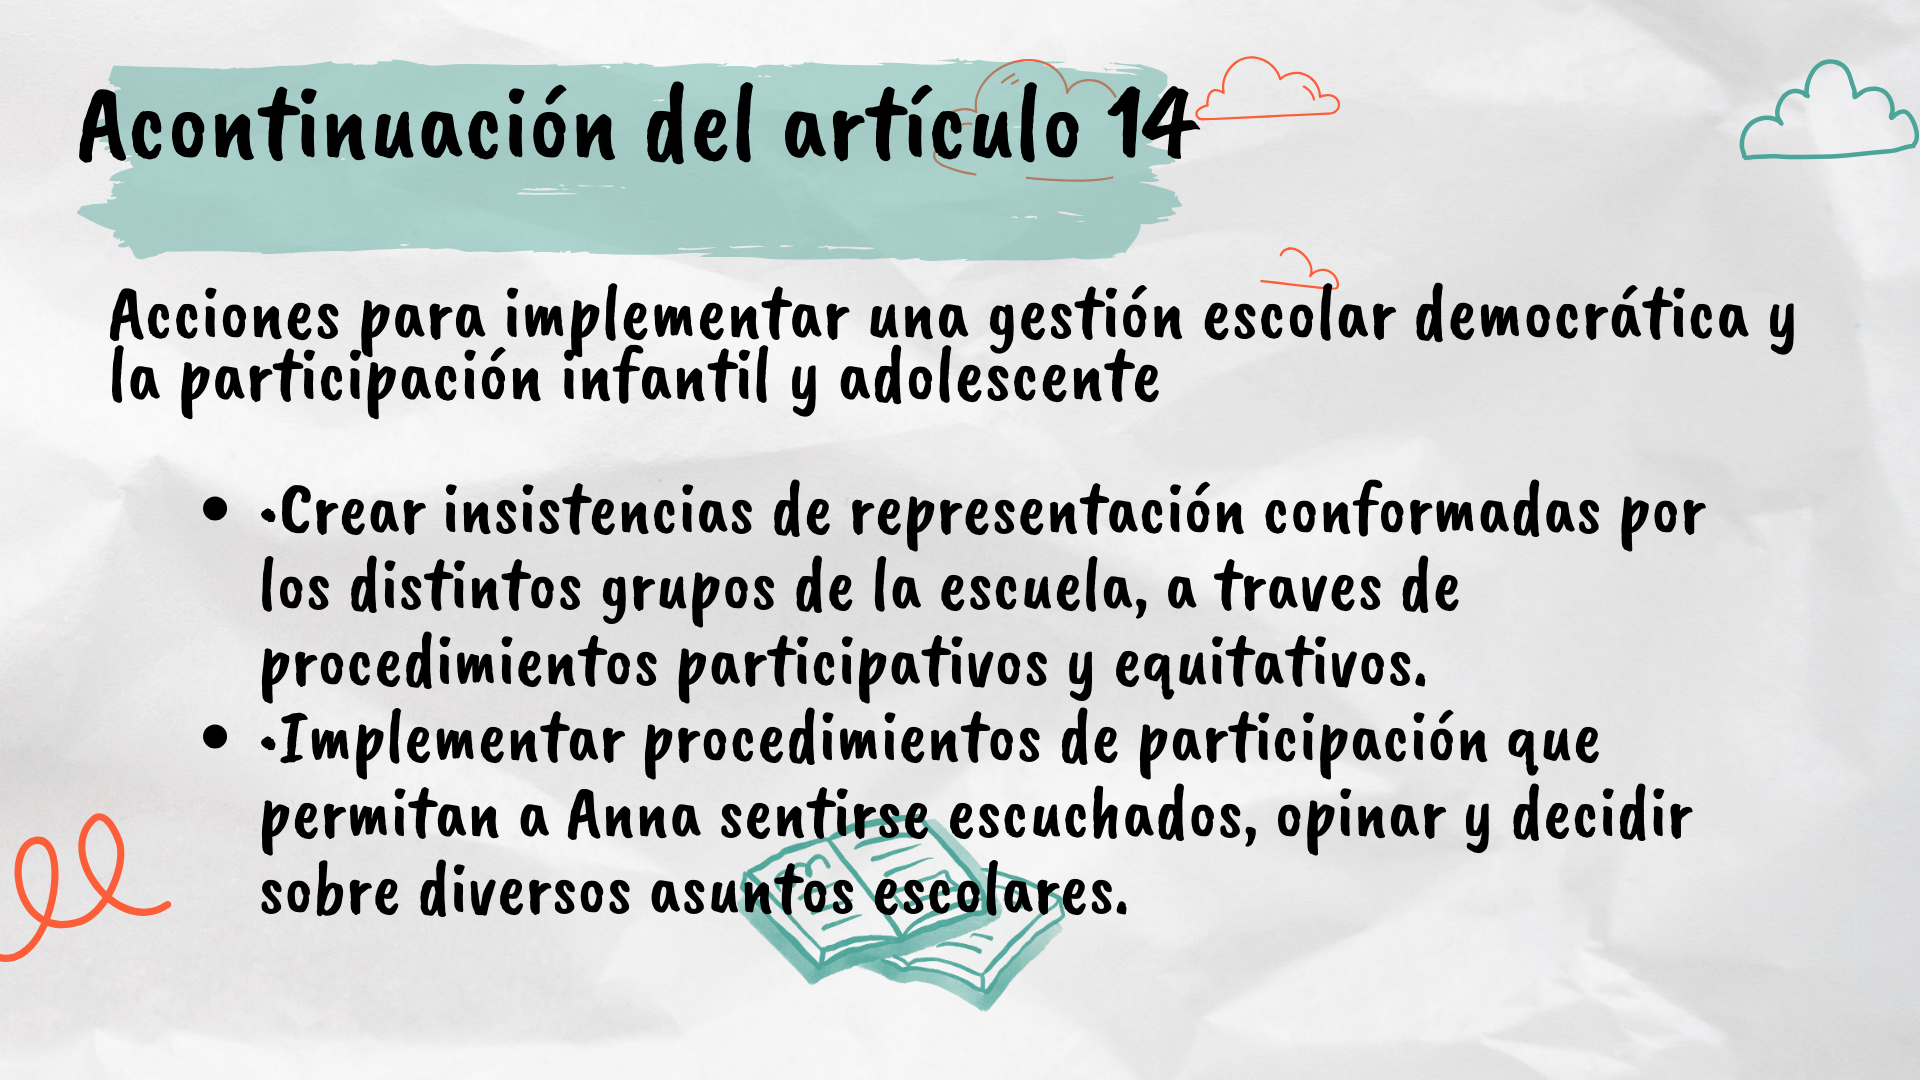 Acontinuación del artículo 14
Acciones para implementar una gestión escolar democrática y
la participación infantil y adolescente
• ·Crear insistencias de representación conformadas por
los distintos grupos de la escuela, a traves de
procedimientos participativos y equitativos.
• ·Implementar procedimientos de participación que
permitan a Anna sentirse escuchados, opinar y decidir
sobre diversos asuntos escolares.